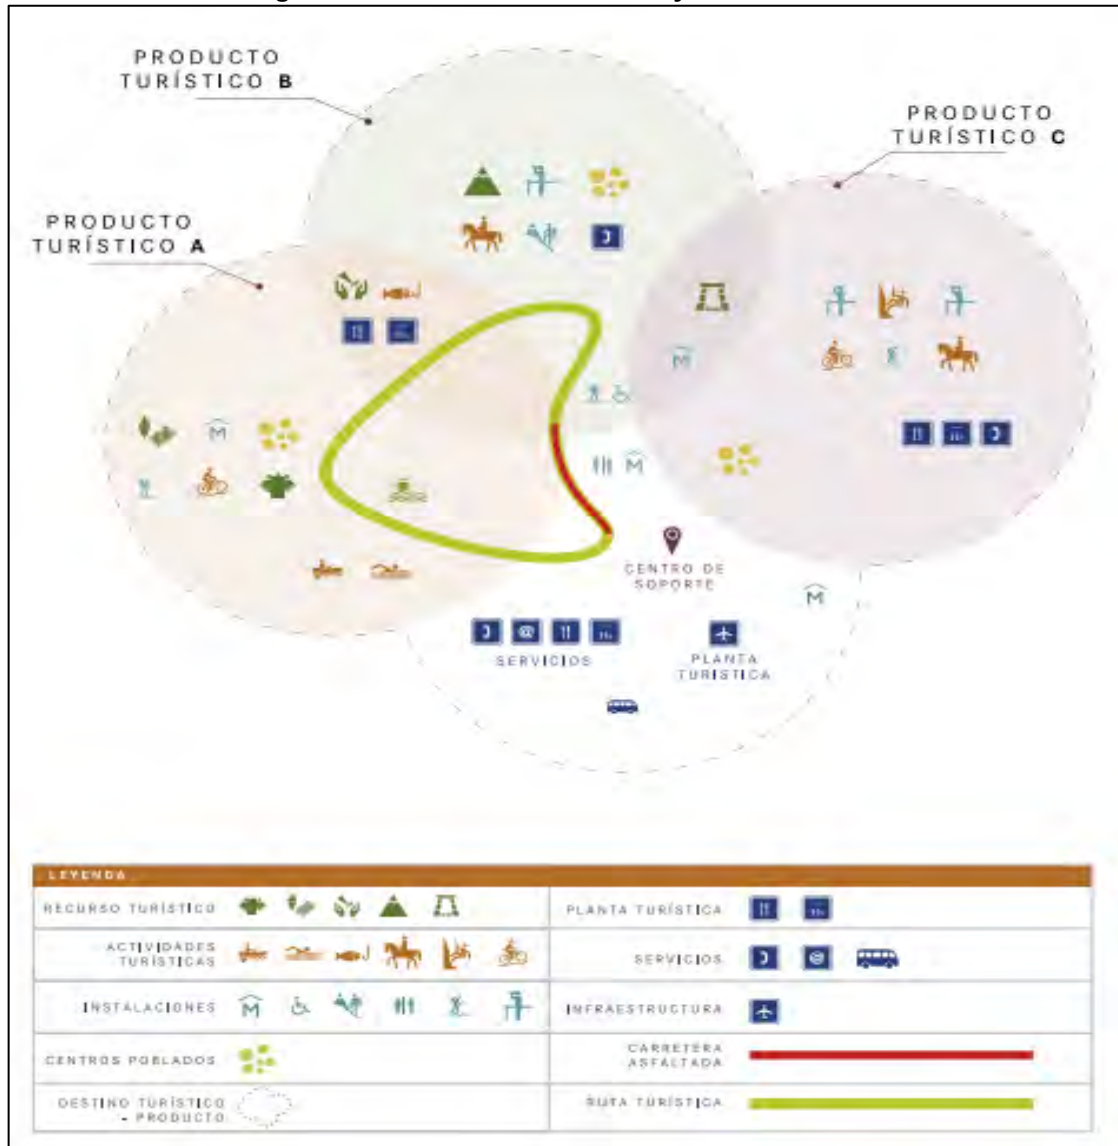 PRODUCTO
TURÍSTICO B
PRODUCTO
TURÍSTICO C
PRODUCTO
TURÍSTICO A
CENTRO DE
SOPORTE
SERVICIOS
PLANTA
TURÍSTICA
LEYENDA
RECURSO TURÍSTICO
PLANTA TURÍSTICA
ACTIVIDADES
TURÍSTICAS
SERVICIOS
INSTALACIONES
INFRAESTRUCTURA
CENTROS POBLADOS
CARRETERA
ASFALTADA
DESTINO TURÍSTICO
- PRODUCTO
RUTA TURÍSTICA